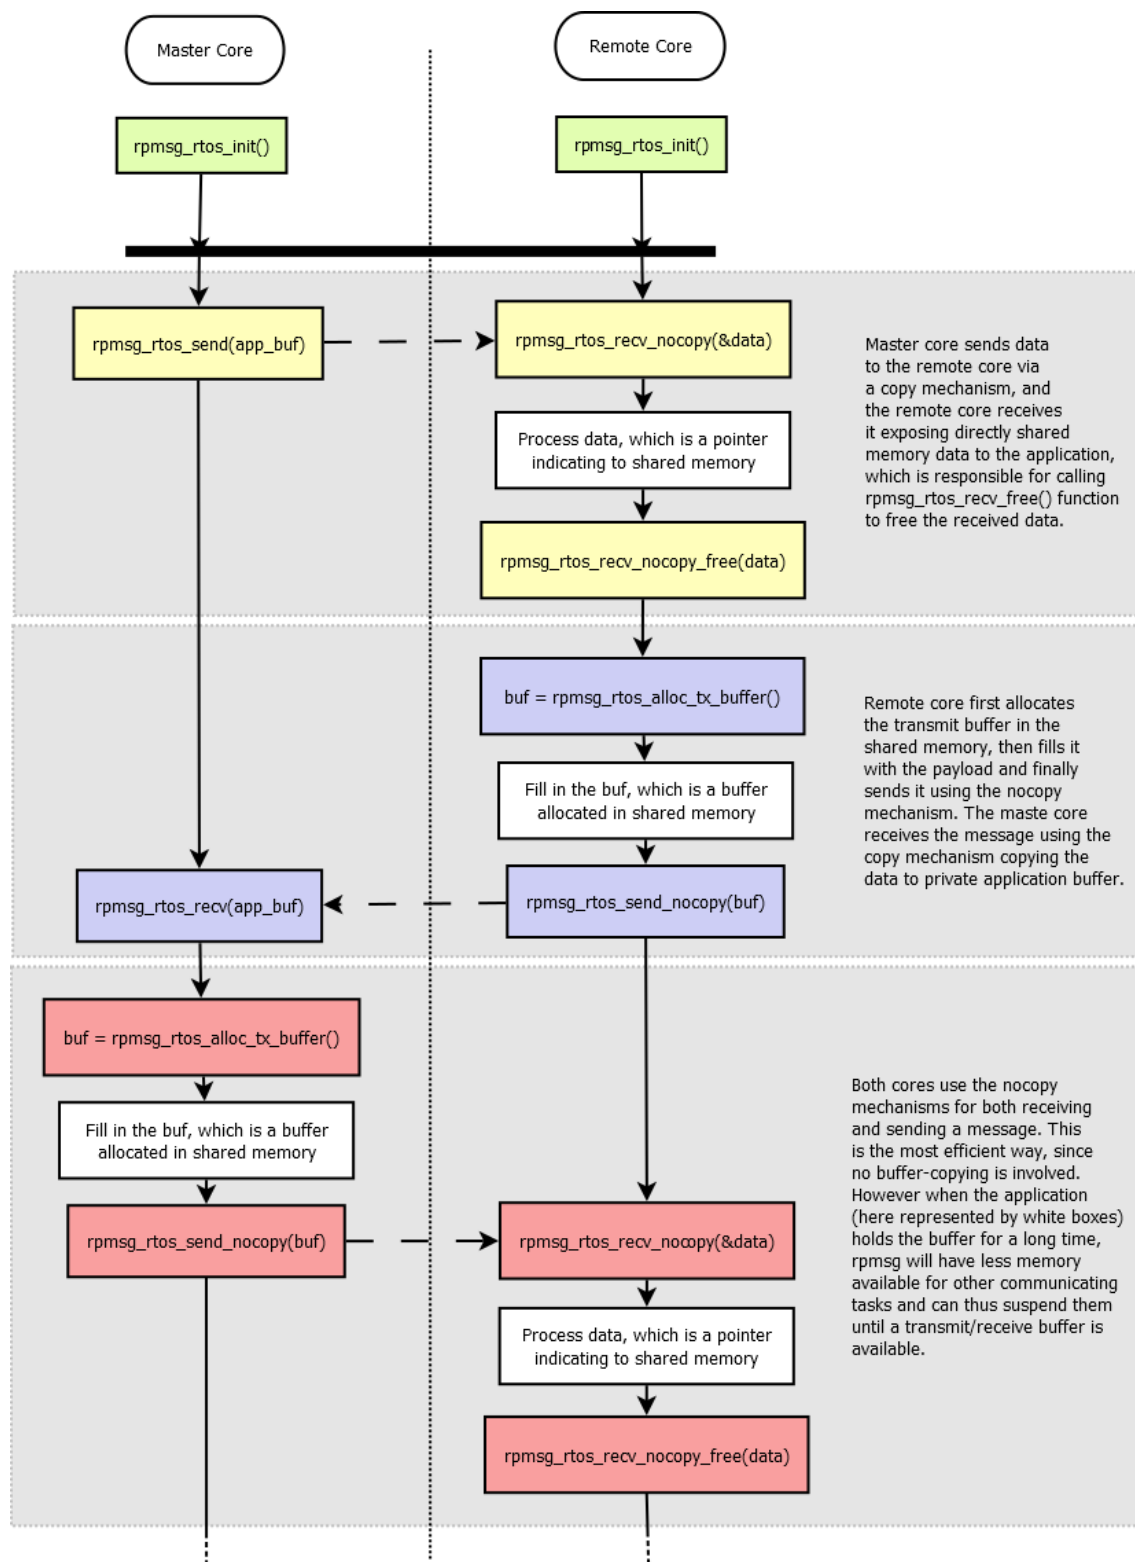 Master Core
Remote Core
rpmsg_rtos_init()
rpmsg_rtos_init()
rpmsg_rtos_send(app_buf)
rpmsg_rtos_recv_nocopy(&data)
Process data, which is a pointer
indicating to shared memory
rpmsg_rtos_recv_nocopy_free(data)
Master core sends data
to the remote core via
a copy mechanism, and
the remote core receives
it exposing directly shared
memory data to the application,
which is responsible for calling
rpmsg_rtos_recv_free() function
to free the received data.
buf = rpmsg_rtos_alloc_tx_buffer()
Fill in the buf, which is a buffer
allocated in shared memory
rpmsg_rtos_send_nocopy(buf)
rpmsg_rtos_recv(app_buf)
Remote core first allocates
the transmit buffer in the
shared memory, then fills it
with the payload and finally
sends it using the nocopy
mechanism. The maste core
receives the message using the
copy mechanism copying the
data to private application buffer.
buf = rpmsg_rtos_alloc_tx_buffer()
Fill in the buf, which is a buffer
allocated in shared memory
rpmsg_rtos_send_nocopy(buf)
rpmsg_rtos_recv_nocopy(&data)
Process data, which is a pointer
indicating to shared memory
rpmsg_rtos_recv_nocopy_free(data)
Both cores use the nocopy
mechanisms for both receiving
and sending a message. This
is the most efficient way, since
no buffer-copying is involved.
However when the application
(here represented by white boxes)
holds the buffer for a long time,
rpmsg will have less memory
available for other communicating
tasks and can thus suspend them
until a transmit/receive buffer is
available.